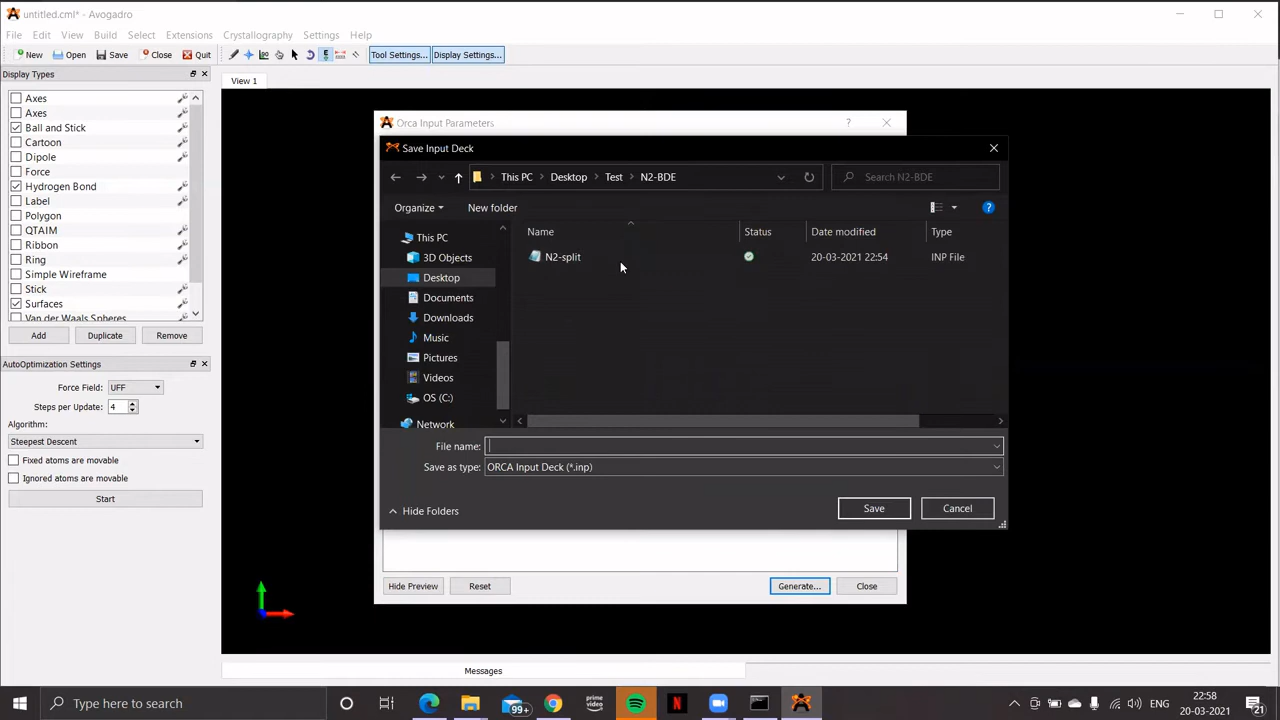 untitled.cml* - Avogadro
File Edit View Build Select Extensions Crystallography Settings Help
New Open Save Close Quit Tool Settings... Display Settings...
Display Types
View 1
Axes
Axes
Ball and Stick
Cartoon
Dipole
Force
Hydrogen Bond
Label
Polygon
QTAIM
Ribbon
Ring
Simple Wireframe
Stick
Surfaces
Van der Waals Spheres
Add Duplicate Remove
AutoOptimization Settings
Force Field: UFF
Steps per Update: 4
Algorithm:
Steepest Descent
Fixed atoms are movable
Ignored atoms are movable
Start
Orca Input Parameters ?
Save Input Deck
This PC Desktop Test N2-BDE Search N2-BDE
Organize New folder ?
This PC
3D Objects
Desktop
Documents
Downloads
Music
Pictures
Videos
OS (C:)
Network
Name Status Date modified Type
N2-split 20-03-2021 22:54 INP File
File name:
Save as type: ORCA Input Deck (*.inp)
Hide Folders Save Cancel
Hide Preview Reset Generate... Close
Messages
Type here to search
99+
prime video
N
ENG
22:58
20-03-2021
21